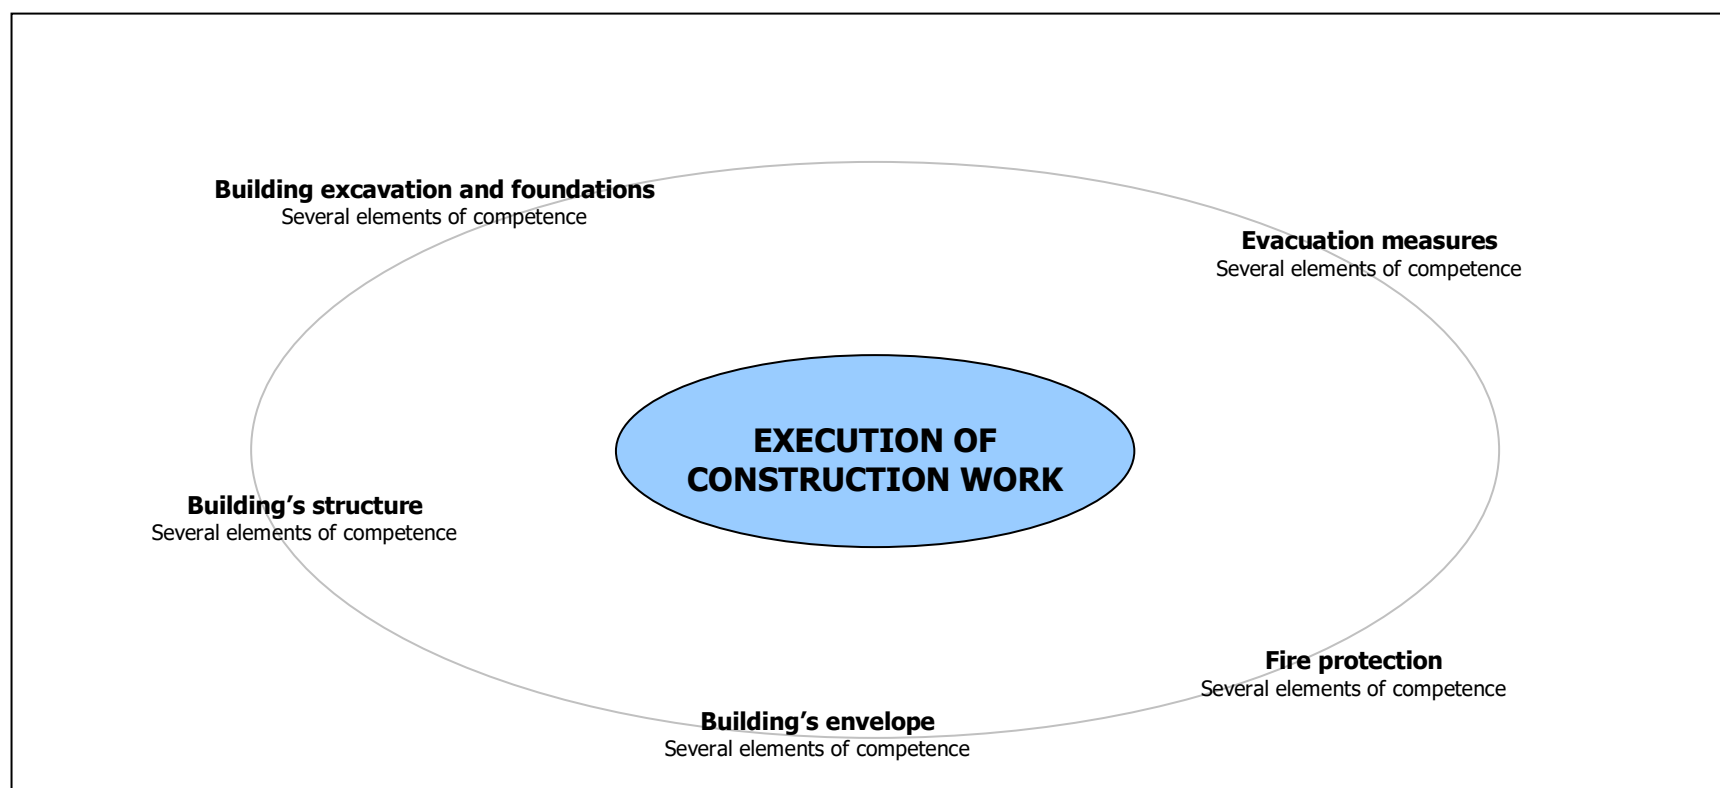 Building excavation and foundations
Several elements of competence
Evacuation measures
Several elements of competence
EXECUTION OF
CONSTRUCTION WORK
Building’s structure
Several elements of competence
Fire protection
Several elements of competence
Building’s envelope
Several elements of competence